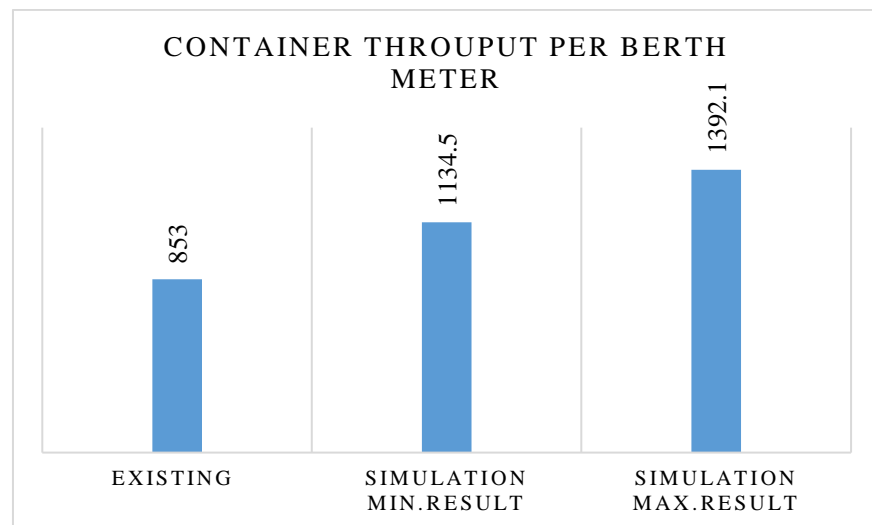 CONTAINER THROUPUT PER BERTH
METER
853
1134.5
1392.1
EXISTING
SIMULATION
MIN.RESULT
SIMULATION
MAX.RESULT